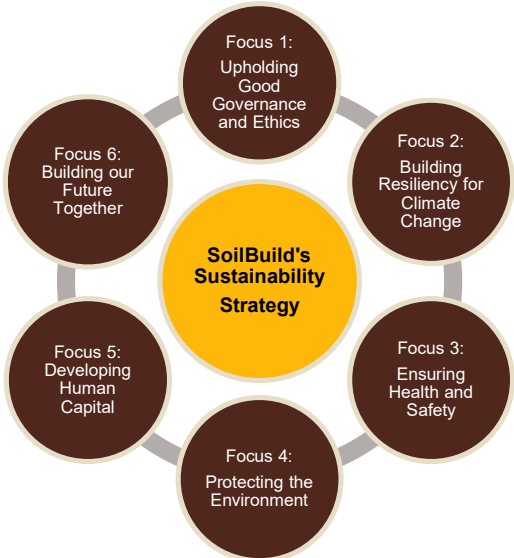 Focus 1:
Upholding
Good
Governance
and Ethics
Focus 2:
Building
Resiliency for
Climate
Change
Focus 3:
Ensuring
Health and
Safety
Focus 4:
Protecting the
Environment
Focus 5:
Developing
Human
Capital
Focus 6:
Building our
Future
Together
SoilBuild's
Sustainability
Strategy